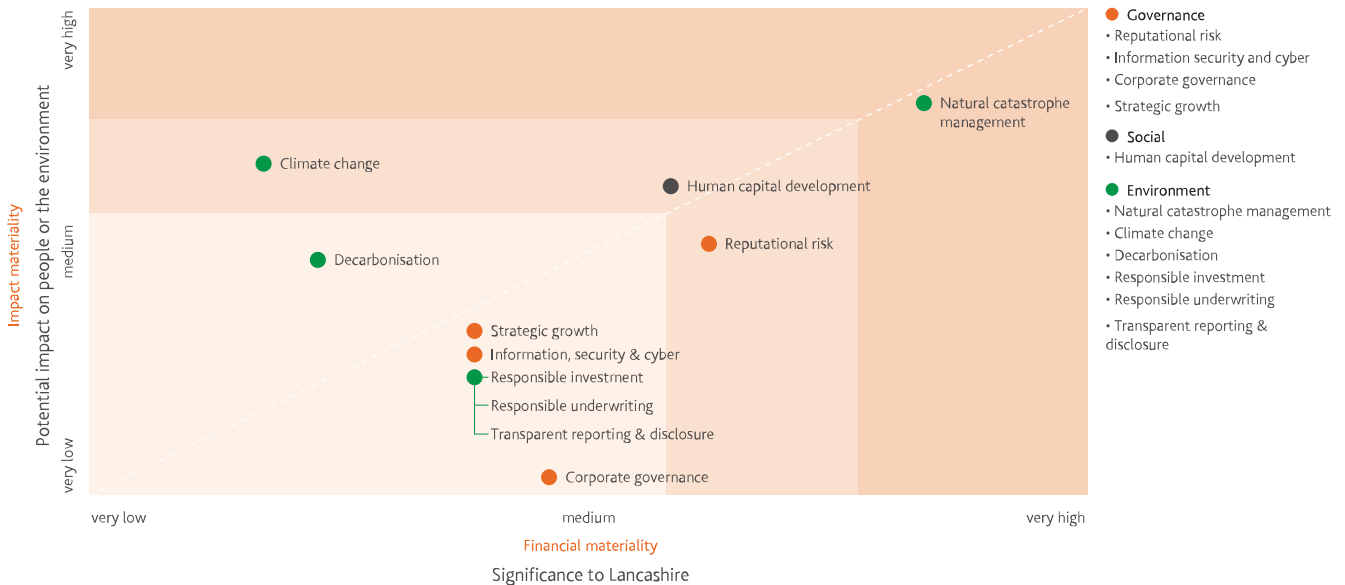 very high
medium
very low
Impact materiality
Potential impact on people or the environment
Natural catastrophe
management
Climate change
Human capital development
Reputational risk
Decarbonisation
Strategic growth
Information, security & cyber
Responsible investment
Responsible underwriting
Transparent reporting & disclosure
Corporate governance
very low
medium
very high
Financial materiality
Significance to Lancashire
Governance
• Reputational risk
• Information security and cyber
• Corporate governance
• Strategic growth
Social
• Human capital development
Environment
• Natural catastrophe management
• Climate change
• Decarbonisation
• Responsible investment
• Responsible underwriting
• Transparent reporting &
disclosure